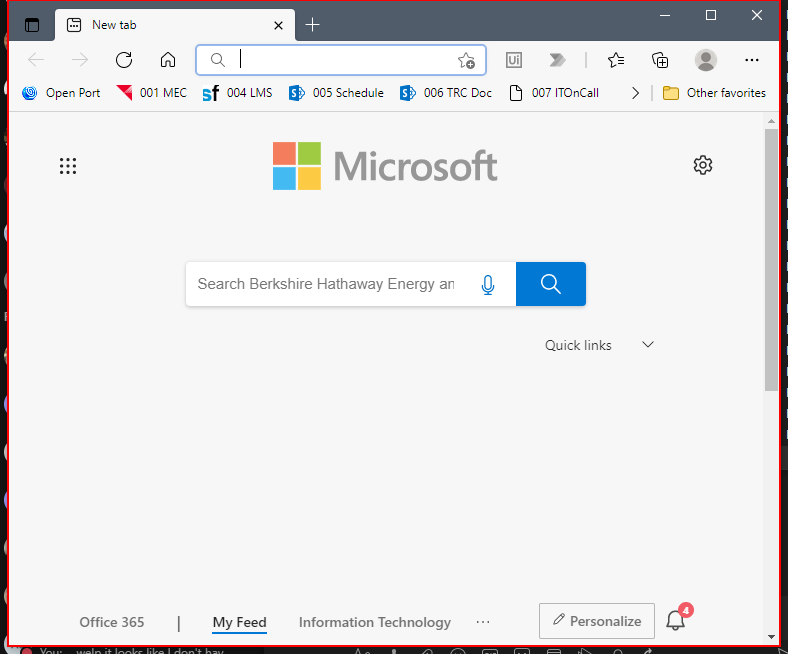 New tab
Ui
Open Port 001 MEC sf 004 LMS S 005 Schedule S 006 TRC Doc 007 ITOnCall Other favorites
Microsoft
Search Berkshire Hathaway Energy an
Quick links
Office 365 | My Feed Information Technology ... Personalize 4
You: welp it looks like I don't hav